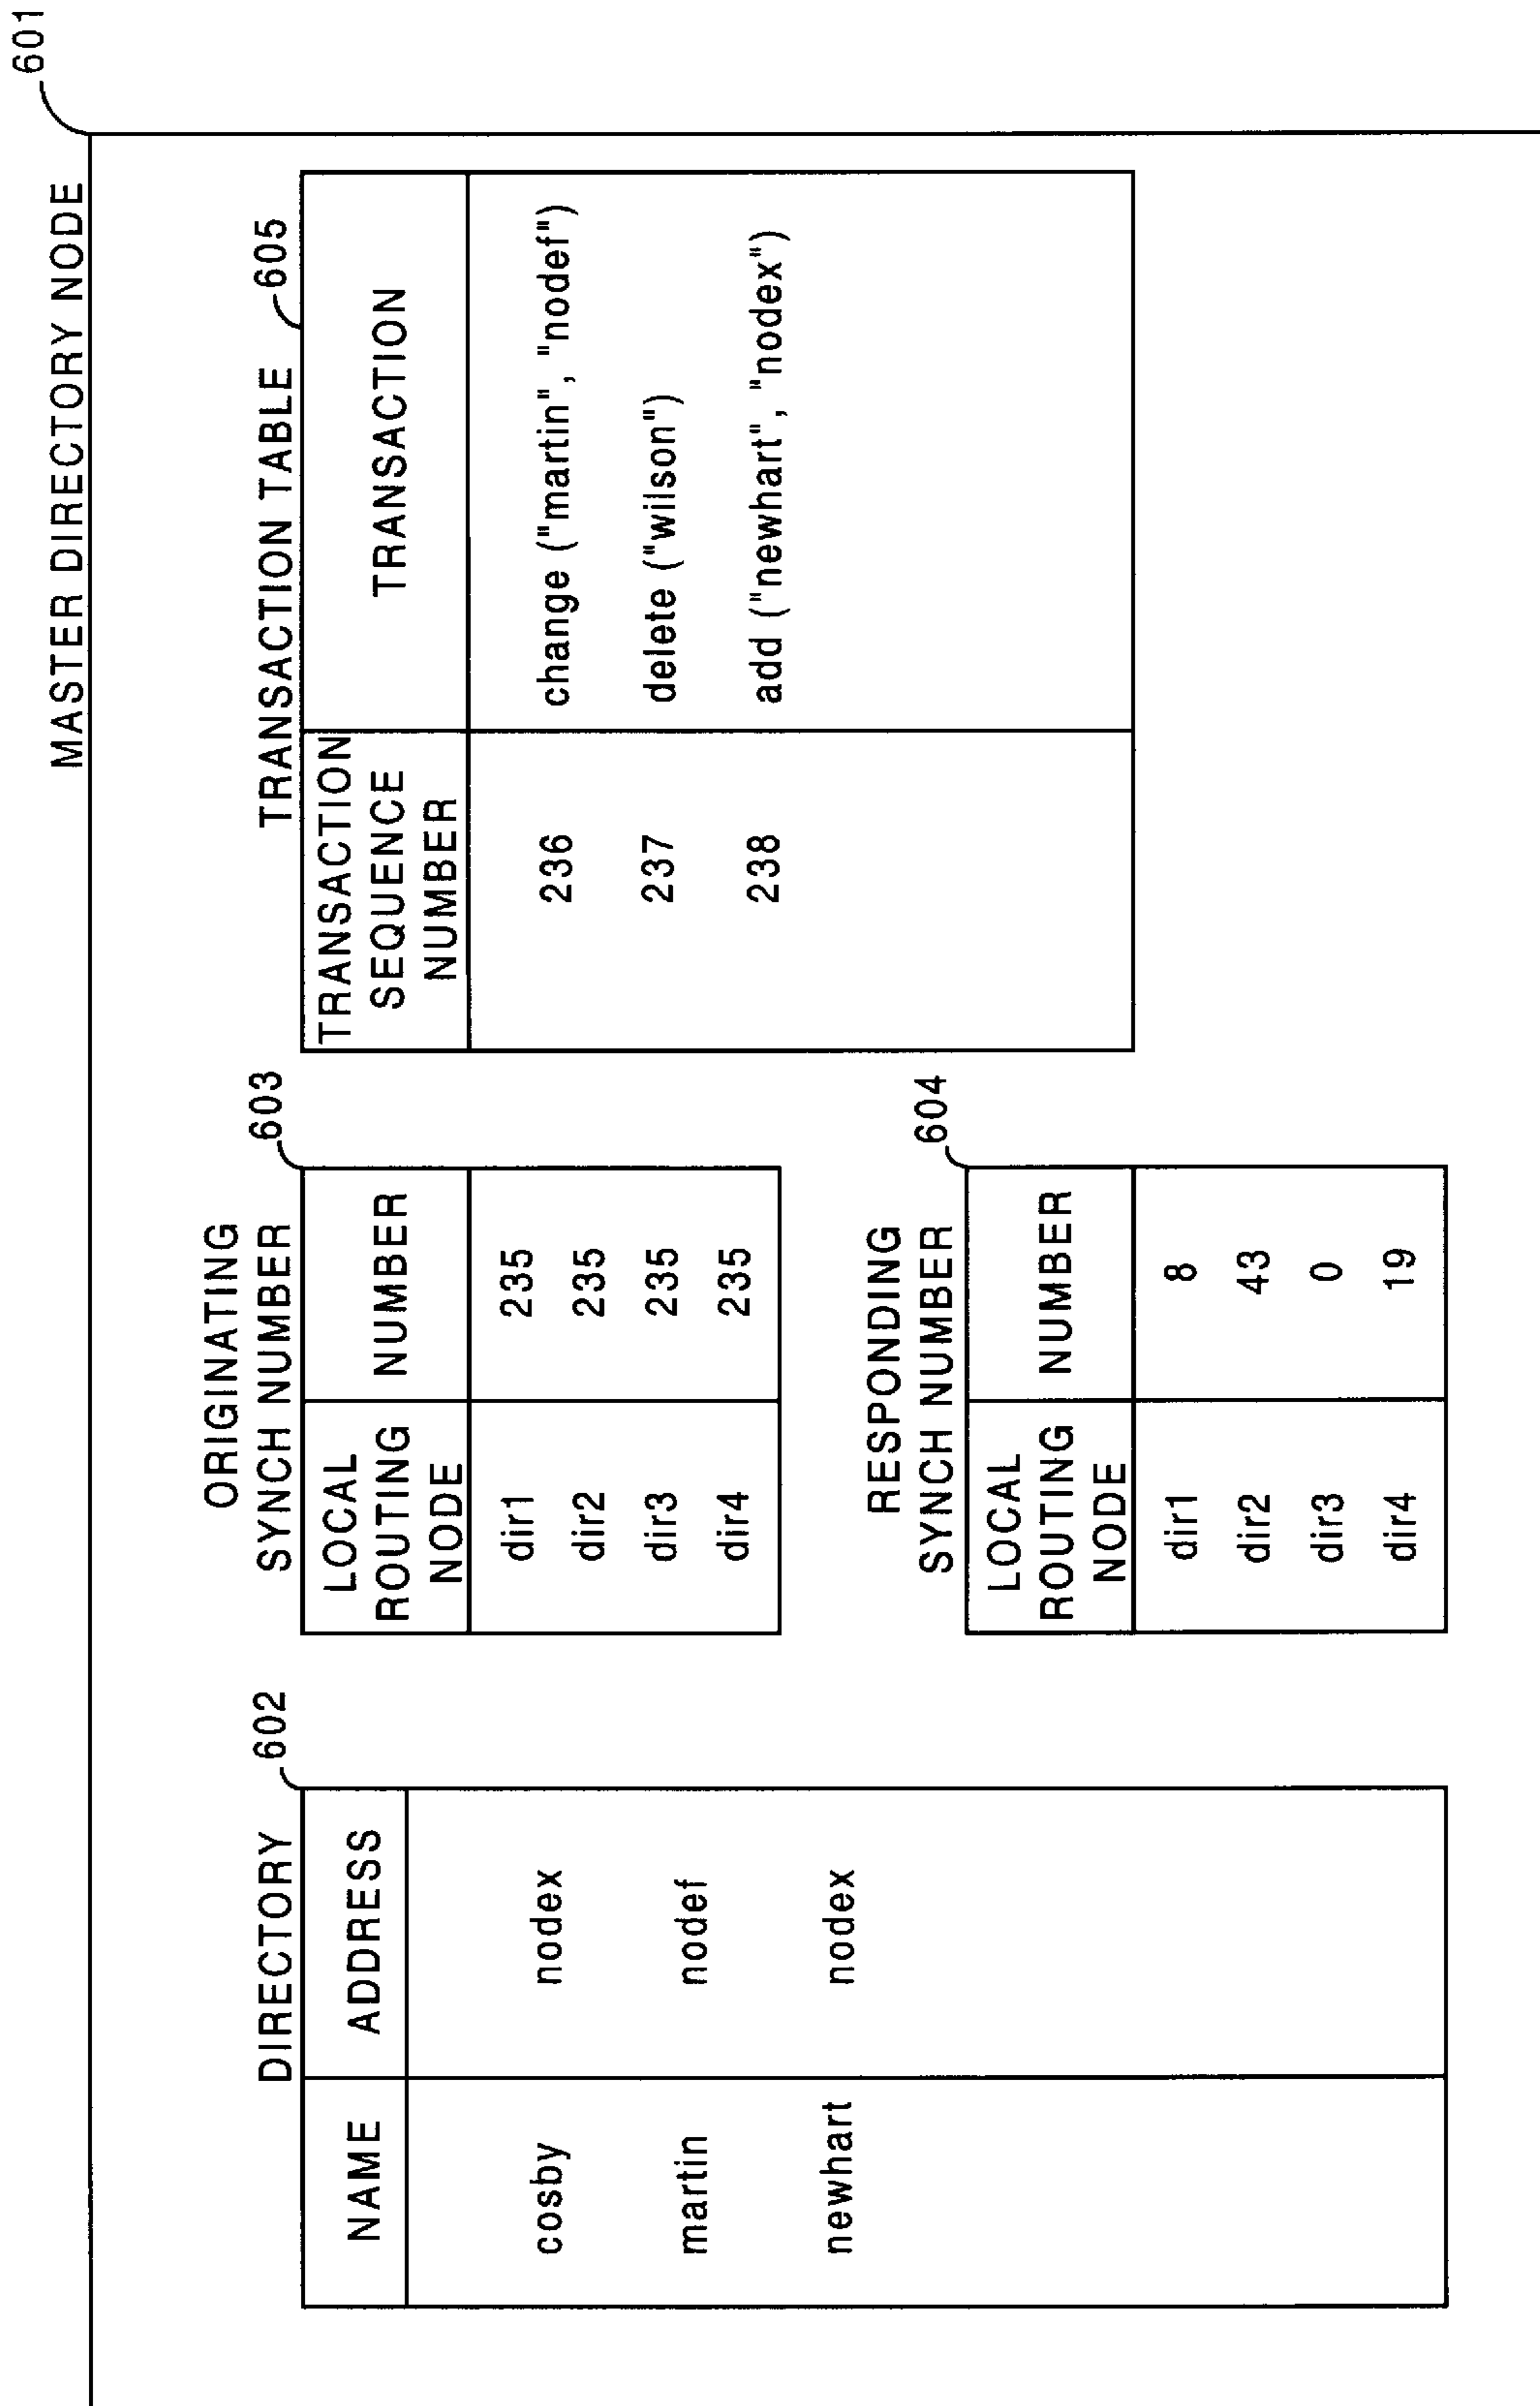 601
MASTER DIRECTORY NODE
DIRECTORY
602
NAME ADDRESS
cosby nodex
martin nodef
newhart nodex
ORIGINATING
SYNCH NUMBER
603
LOCAL
ROUTING
NODE
NUMBER
dir1 235
dir2 235
dir3 235
dir4 235
RESPONDING
SYNCH NUMBER
604
LOCAL
ROUTING
NODE
NUMBER
dir1 8
dir2 43
dir3 0
dir4 19
TRANSACTION TABLE
605
TRANSACTION
SEQUENCE
NUMBER
TRANSACTION
236 change ("martin", "nodef")
237 delete ("wilson")
238 add ("newhart", "nodex")